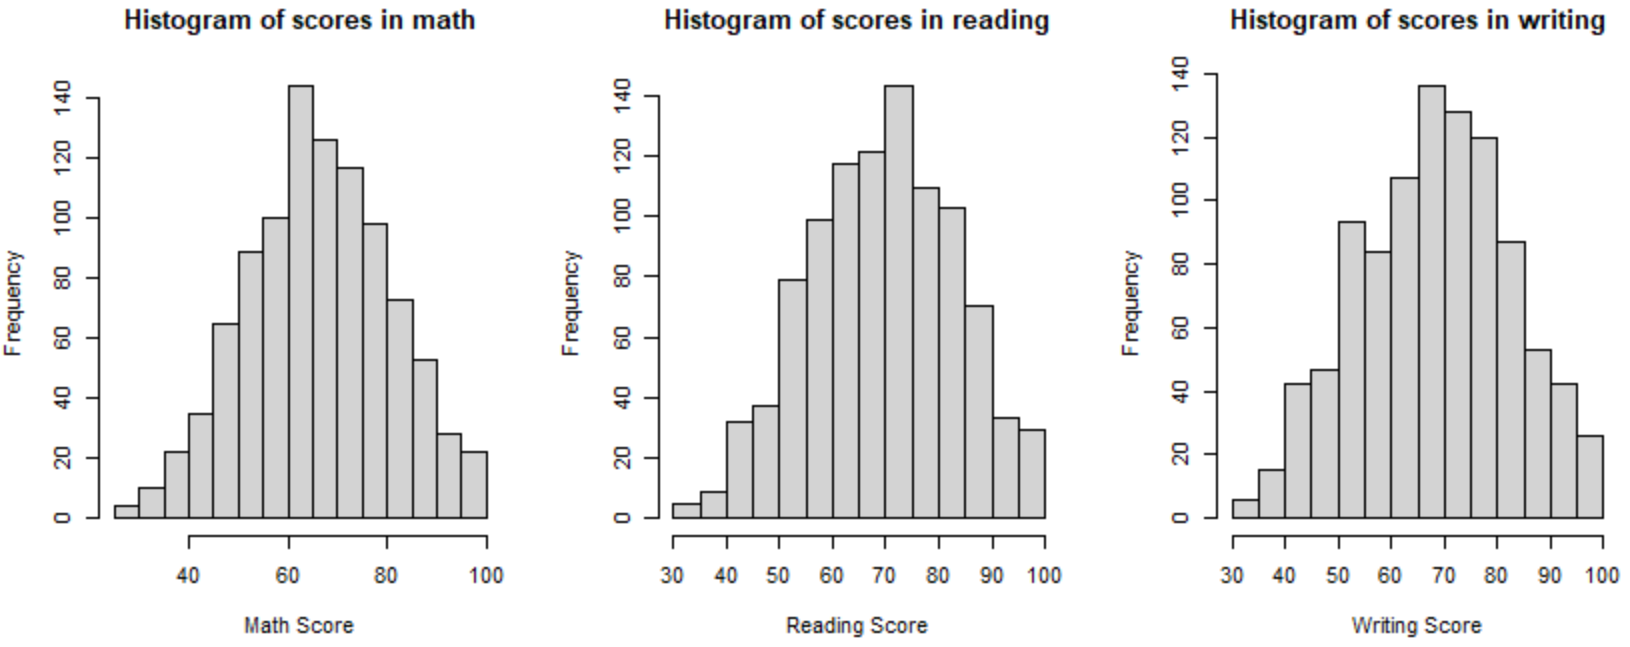 Histogram of scores in math
Frequency
0 20 40 60 80 100 120 140
40 60 80 100
Math Score
Histogram of scores in reading
Frequency
0 20 40 60 80 100 120 140
30 40 50 60 70 80 90 100
Reading Score
Histogram of scores in writing
Frequency
0 20 40 60 80 100 120 140
30 40 50 60 70 80 90 100
Writing Score